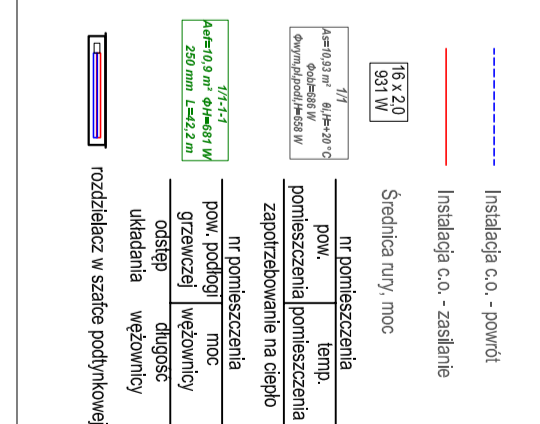 Instalacja c.o. - powrót
Instalacja c.o. - zasilanie
16 x 2,0
931 W
Średnica rury, moc
1/1
As=10,93 m² θi,H=+20 °C
Φobl=686 W
Φwym,pl,podl,H=658 W
nr pomieszczenia
pow. temp.
pomieszczenia pomieszczenia
zapotrzebowanie na ciepło
1/1-1-1
Aef=10,9 m² ΦH=681 W
250 mm L=42,2 m
nr pomieszczenia
pow. podłogi moc
grzewczej wężownicy
odstęp długość
układania wężownicy
rozdzielacz w szafce podtynkowej